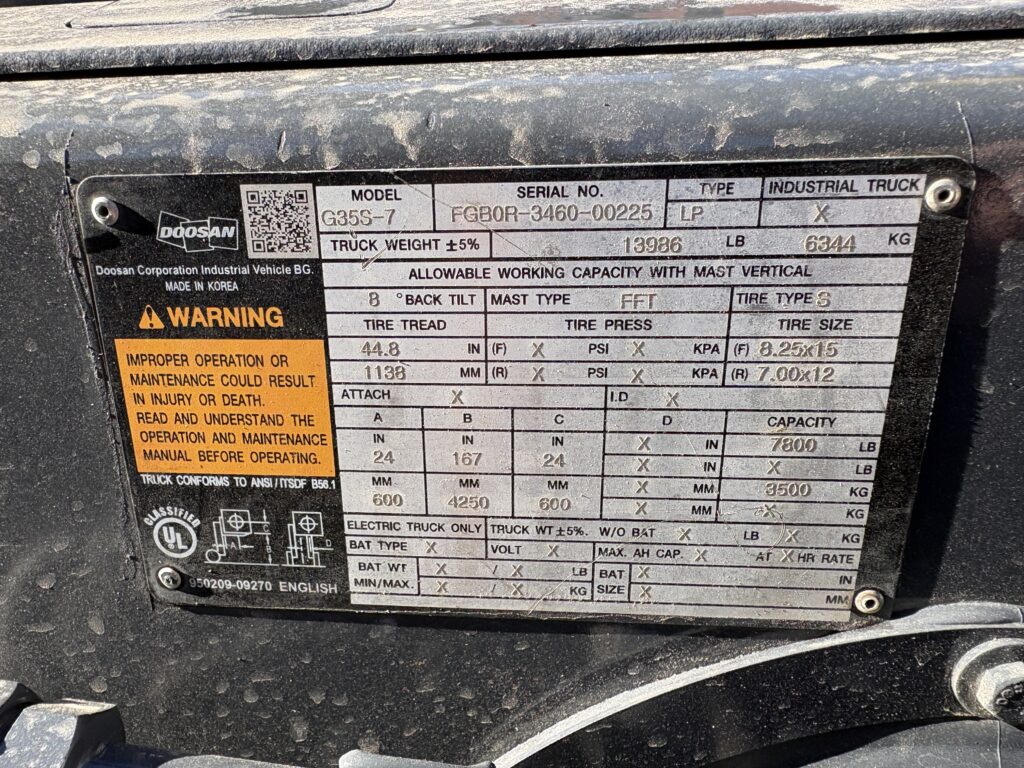 DOOSAN
Doosan Corporation Industrial Vehicle BG.
MADE IN KOREA
WARNING
IMPROPER OPERATION OR
MAINTENANCE COULD RESULT
IN INJURY OR DEATH.
READ AND UNDERSTAND THE
OPERATION AND MAINTENANCE
MANUAL BEFORE OPERATING.
TRUCK CONFORMS TO ANSI/ITSDF B56.1
CLASSIFIED
UL
A B C D
950209-09270 ENGLISH
MODEL SERIAL NO. TYPE INDUSTRIAL TRUCK
G35S-7 FGB0R-3460-00225 LP X
TRUCK WEIGHT ±5% 13986 LB 6344 KG
ALLOWABLE WORKING CAPACITY WITH MAST VERTICAL
8 ° BACK TILT MAST TYPE FFT TIRE TYPE S
TIRE TREAD TIRE PRESS TIRE SIZE
44.8 IN (F) X PSI X KPA (F) 8.25x15
1138 MM (R) X PSI X KPA (R) 7.00x12
ATTACH X I.D X
A B C D CAPACITY
IN IN IN X IN 7800 LB
24 167 24 X IN X LB
MM MM MM X MM 3500 KG
600 4250 600 X MM X KG
ELECTRIC TRUCK ONLY TRUCK WT ±5%. W/O BAT X LB X KG
BAT TYPE X VOLT X MAX. AH CAP. X AT X HR RATE
BAT WT X / X LB BAT X IN
MIN/MAX. X / X KG SIZE X MM